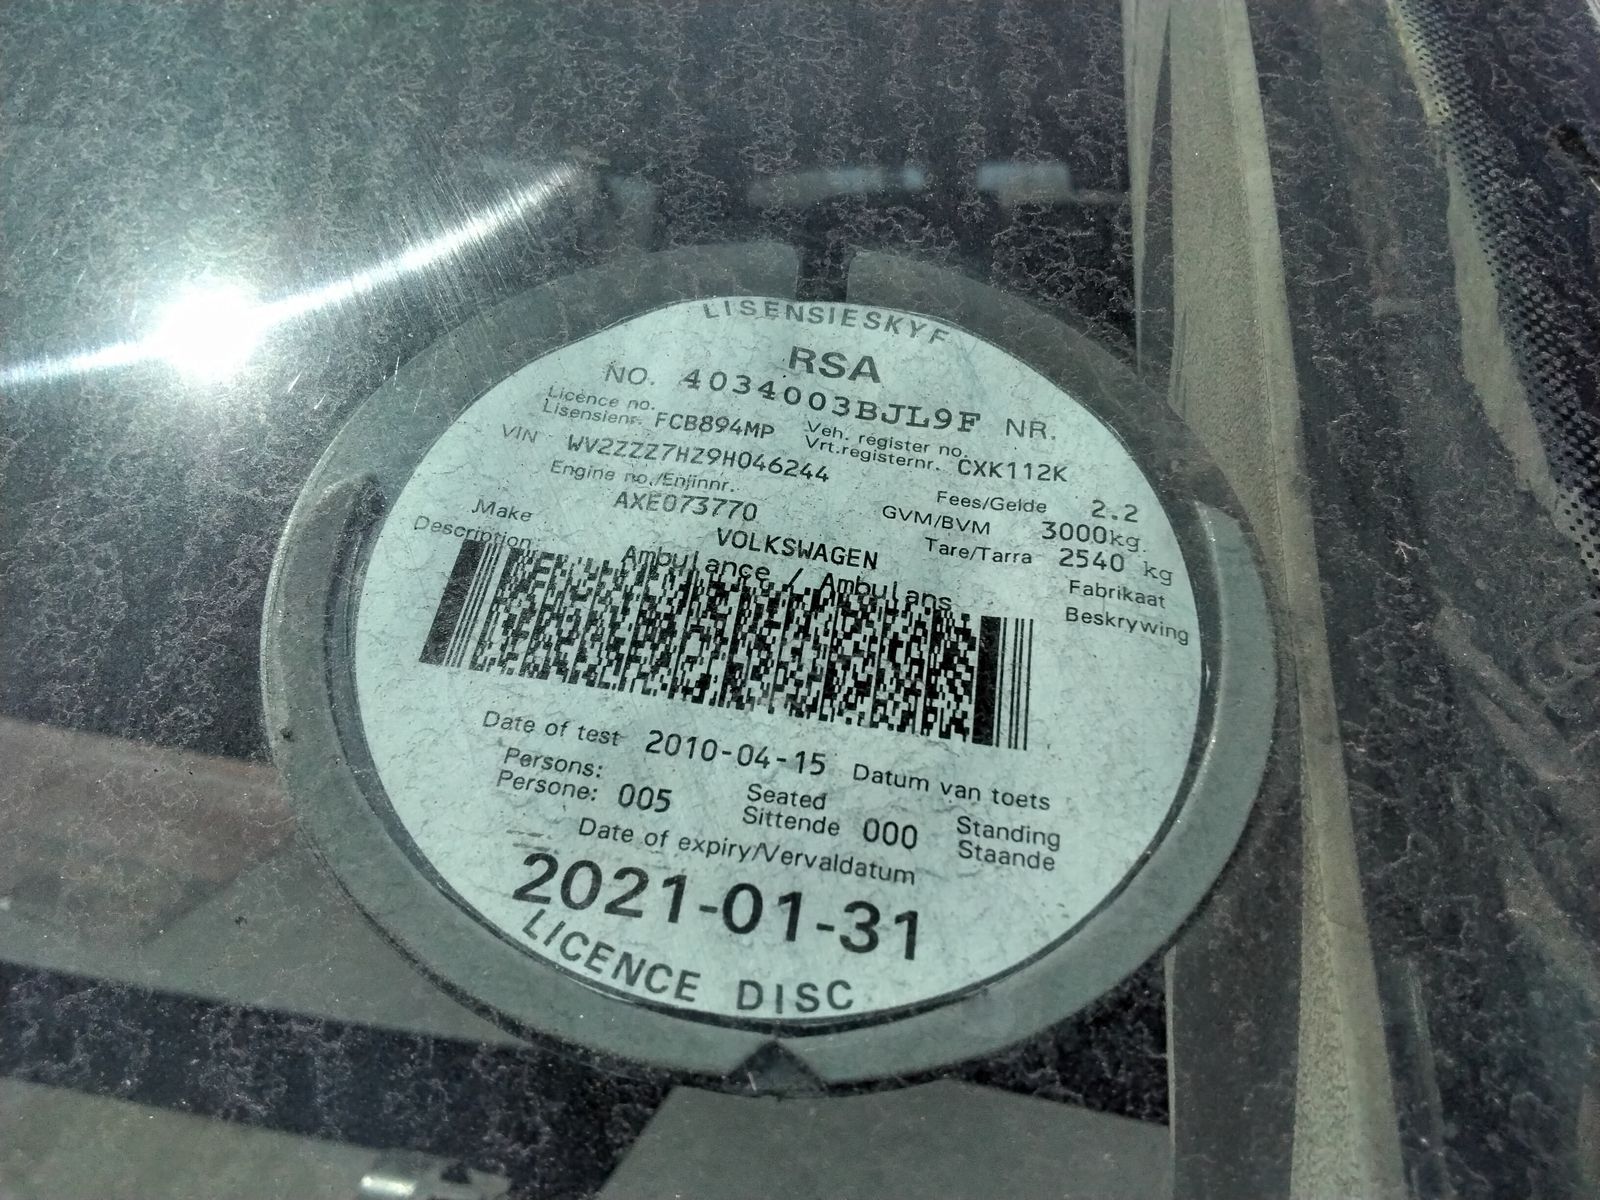 LISENSIESKYF
RSA
NO. 4034003BJL9F NR.
Licence no. Lisensienr. FCB894MP Veh. register no. Vrt.registernr. CXK112K
VIN WV2ZZZ7HZ9H046244 Fees/Gelde 2.2
Engine no./Enjinnr. GVM/BVM 3000kg.
AXE073770 Tare/Tarra 2540 kg
Make VOLKSWAGEN Fabrikaat
Description Ambulance / Ambulans Beskrywing
Date of test 2010-04-15 Datum van toets
Persons: Seated Standing
Persone: 005 Sittende 000 Staande
Date of expiry/Vervaldatum
2021-01-31
LICENCE DISC